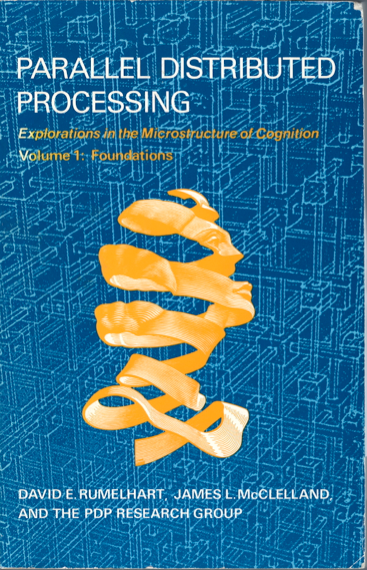 PARALLEL DISTRIBUTED
PROCESSING
Explorations in the Microstructure of Cognition
Volume 1: Foundations
DAVID E. RUMELHART, JAMES L. McCLELLAND,
AND THE PDP RESEARCH GROUP